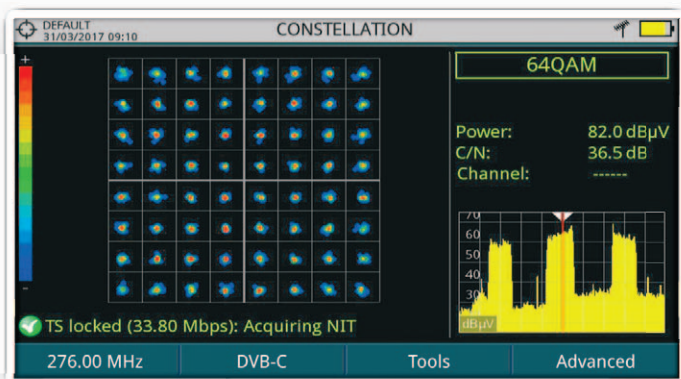 DEFAULT
31/03/2017 09:10
CONSTELLATION
+
-
64QAM
Power: 82.0 dBµV
C/N: 36.5 dB
Channel: ------
70
60
50
40
30
dBµV
TS locked (33.80 Mbps): Acquiring NIT
276.00 MHz DVB-C Tools Advanced